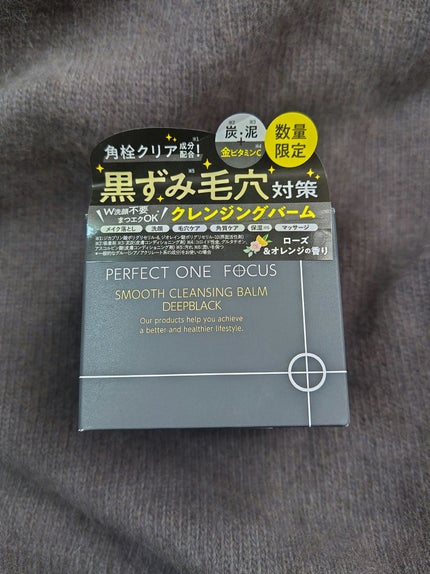 角栓クリア成分配合!※1
※2 ※3
炭・泥
※4
金ビタミンC
数量
限定
※5
黒ずみ毛穴対策
W洗顔不要
まつエクOK!
クレンジングバーム
メイク落とし 洗顔 毛穴ケア 角質ケア 保湿 マッサージ
ローズ
&オレンジの香り
PERFECT ONE FOCUS
SMOOTH CLEANSING BALM
DEEPBLACK
Our products help you achieve
a better and healthier lifestyle.